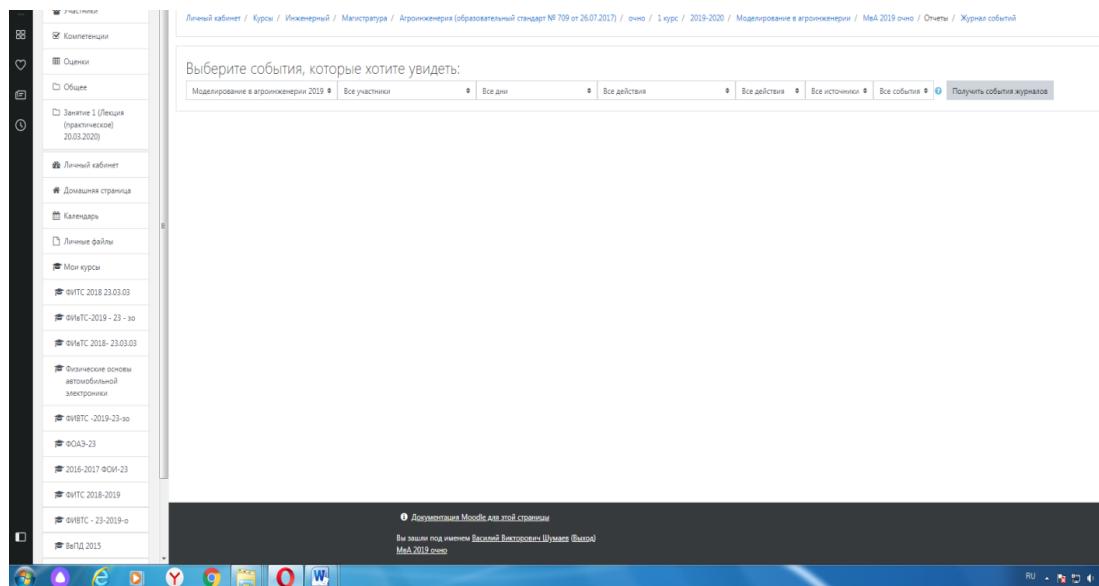 Участники
Компетенции
Оценки
Общее
Занятие 1 (Лекция
(практическое)
20.03.2020)
Личный кабинет
Домашняя страница
Календарь
Личные файлы
Мои курсы
ФИТС 2018 23.03.03
ФИвТС-2019 - 23 - зо
ФИвТС 2018- 23.03.03
Физические основы
автомобильной
электроники
ФИВТС -2019-23-зо
ФОАЭ-23
2016-2017 ФОИ-23
ФИТС 2018-2019
ФИВТС - 23-2019-о
ВвПД 2015
Личный кабинет / Курсы / Инженерный / Магистратура / Агроинженерия (образовательный стандарт № 709 от 26.07.2017) / очно / 1 курс / 2019-2020 / Моделирование в агроинженерии / МвА 2019 очно / Отчеты / Журнал событий
Выберите события, которые хотите увидеть:
Моделирование в агроинженерии 2019 Все участники Все дни Все действия Все действия Все источники Все события Получить события журналов
Документация Moodle для этой страницы
Вы зашли под именем Василий Викторович Шумаев (Выход)
МвА 2019 очно
RU